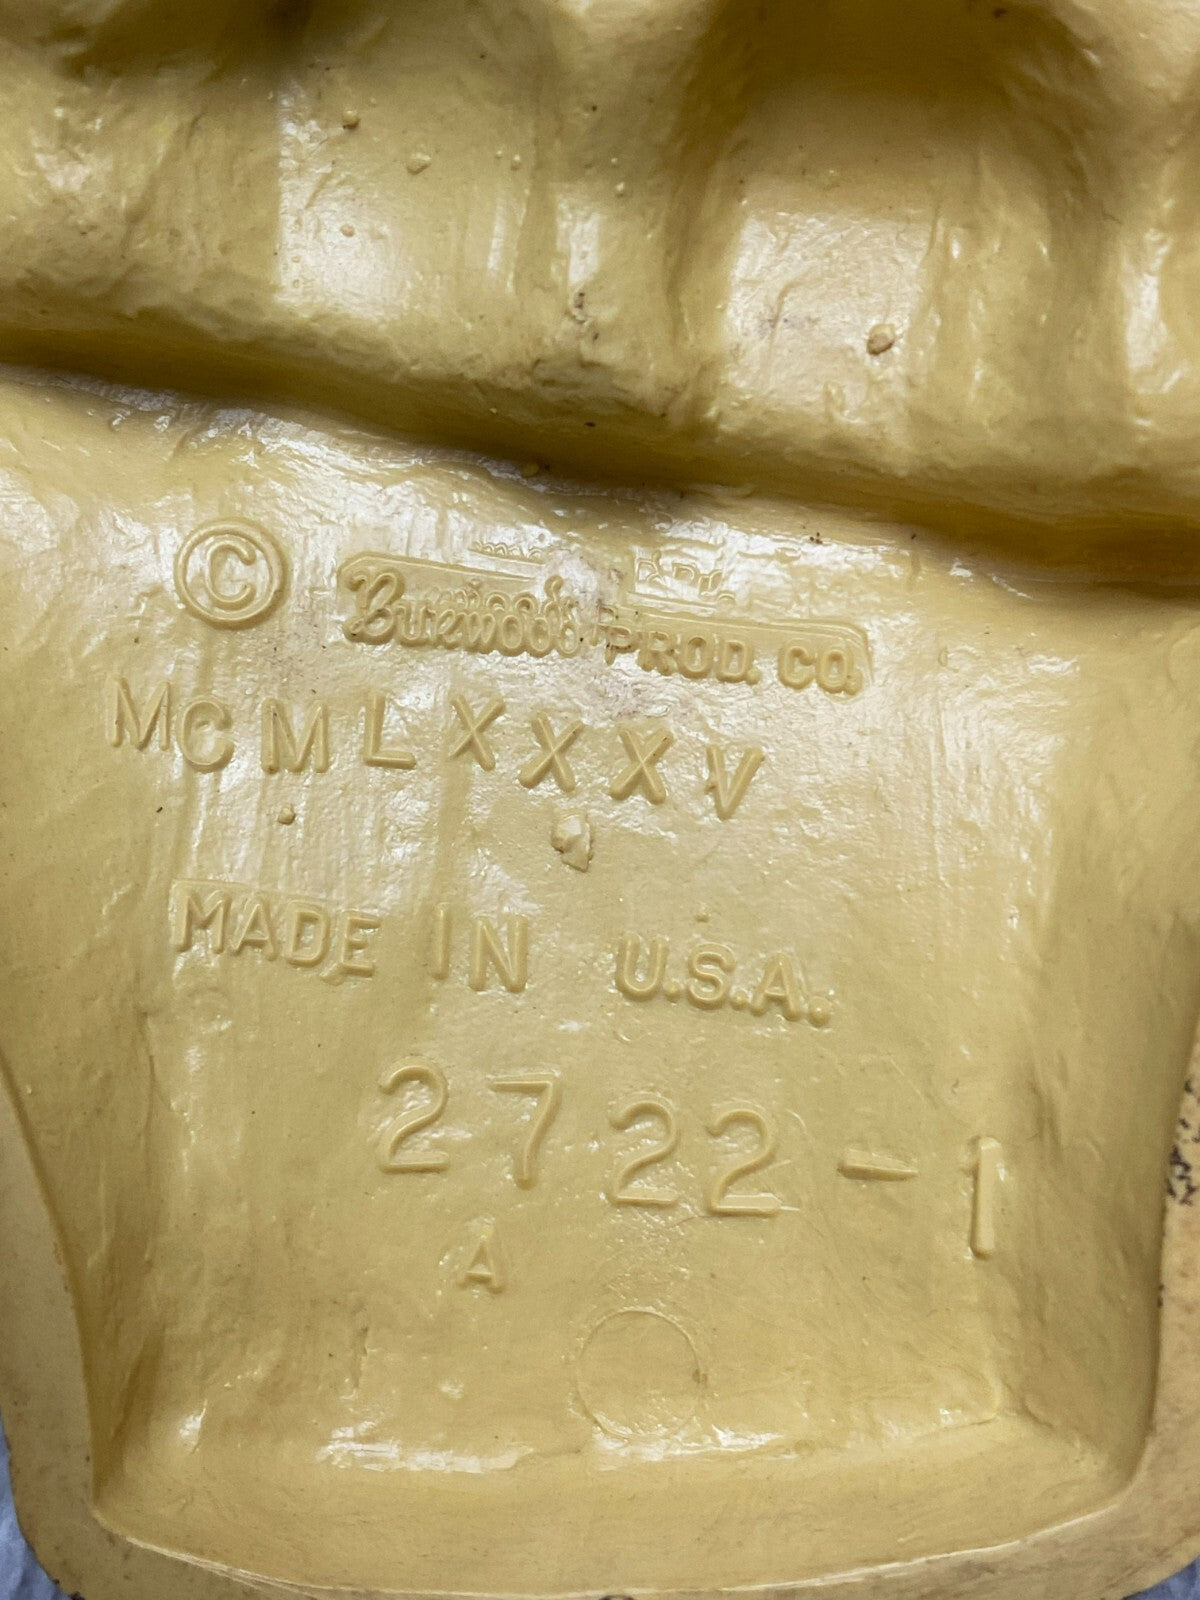 © Burwood PROD. CO.
MCMLXXXV
MADE IN U.S.A.
2722-1
A